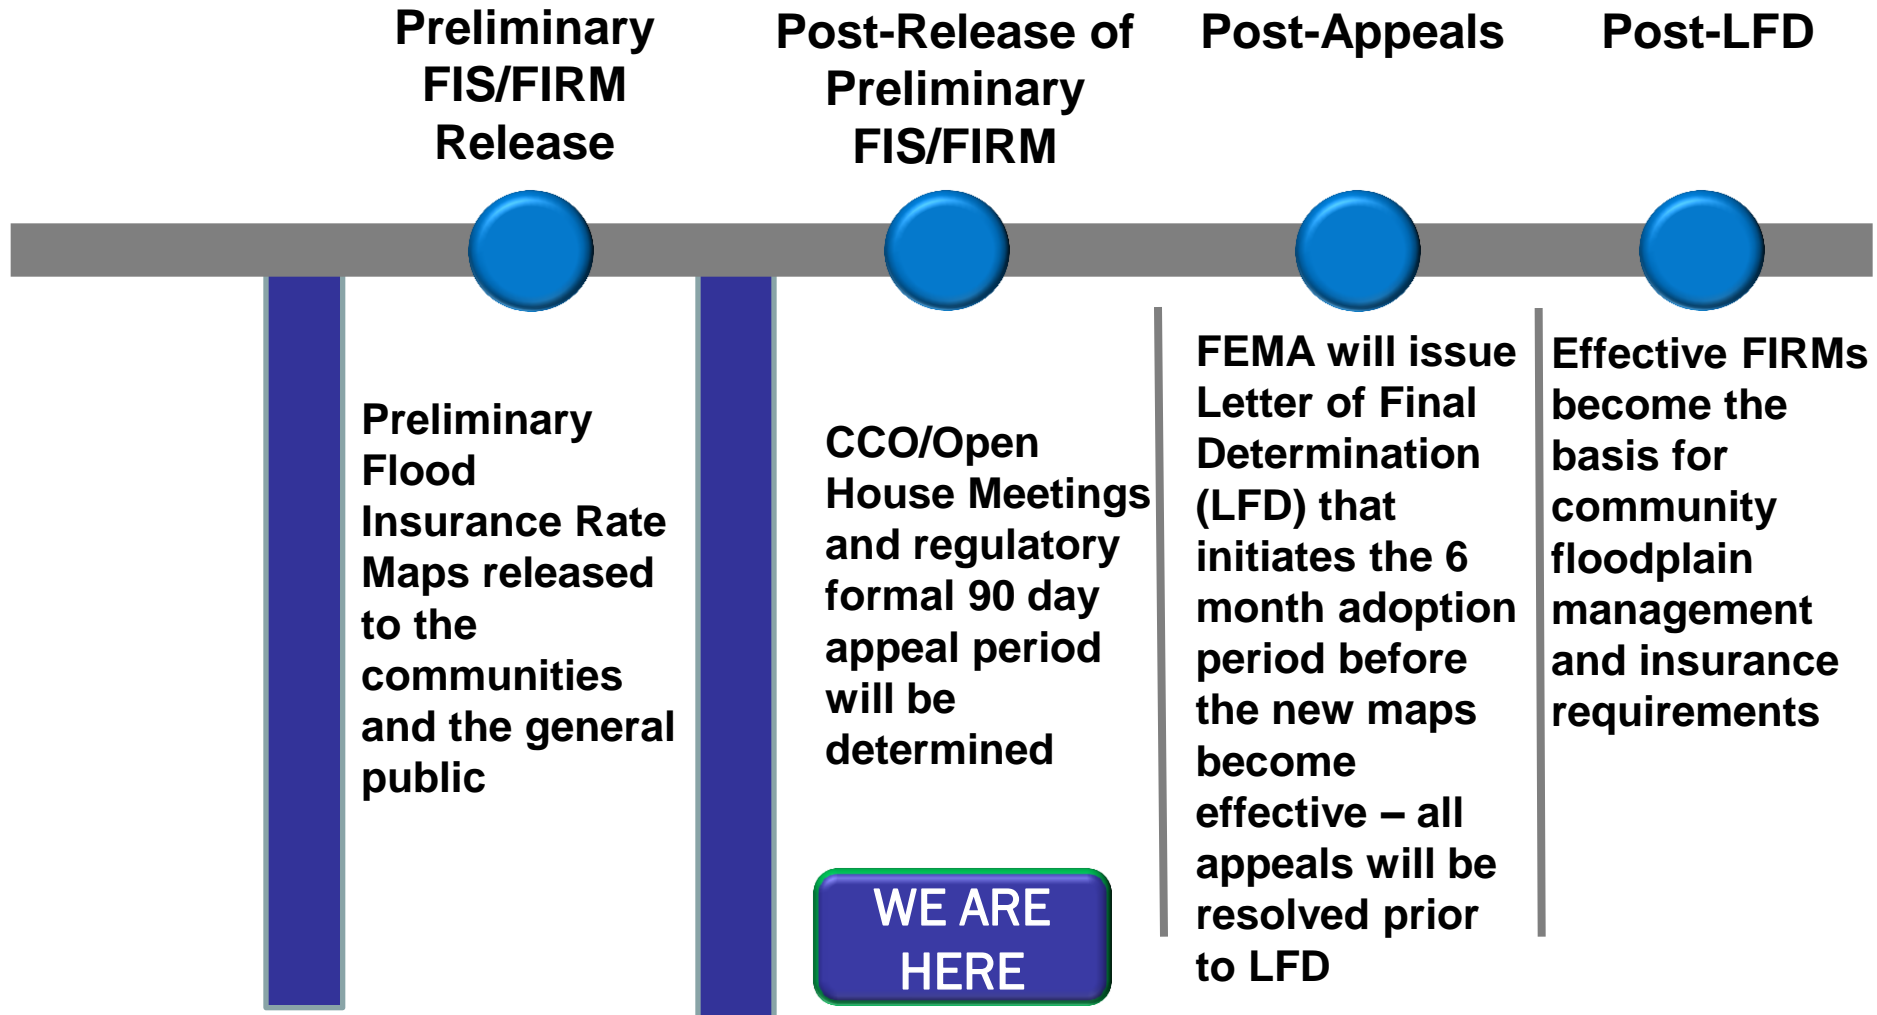 Preliminary
FIS/FIRM
Release
Post-Release of
Preliminary
FIS/FIRM
Post-Appeals
Post-LFD
Preliminary
Flood
Insurance Rate
Maps released
to the
communities
and the general
public
CCO/Open
House Meetings
and regulatory
formal 90 day
appeal period
will be
determined
WE ARE
HERE
FEMA will issue
Letter of Final
Determination
(LFD) that
initiates the 6
month adoption
period before
the new maps
become
effective – all
appeals will be
resolved prior
to LFD
Effective FIRMs
become the
basis for
community
floodplain
management
and insurance
requirements